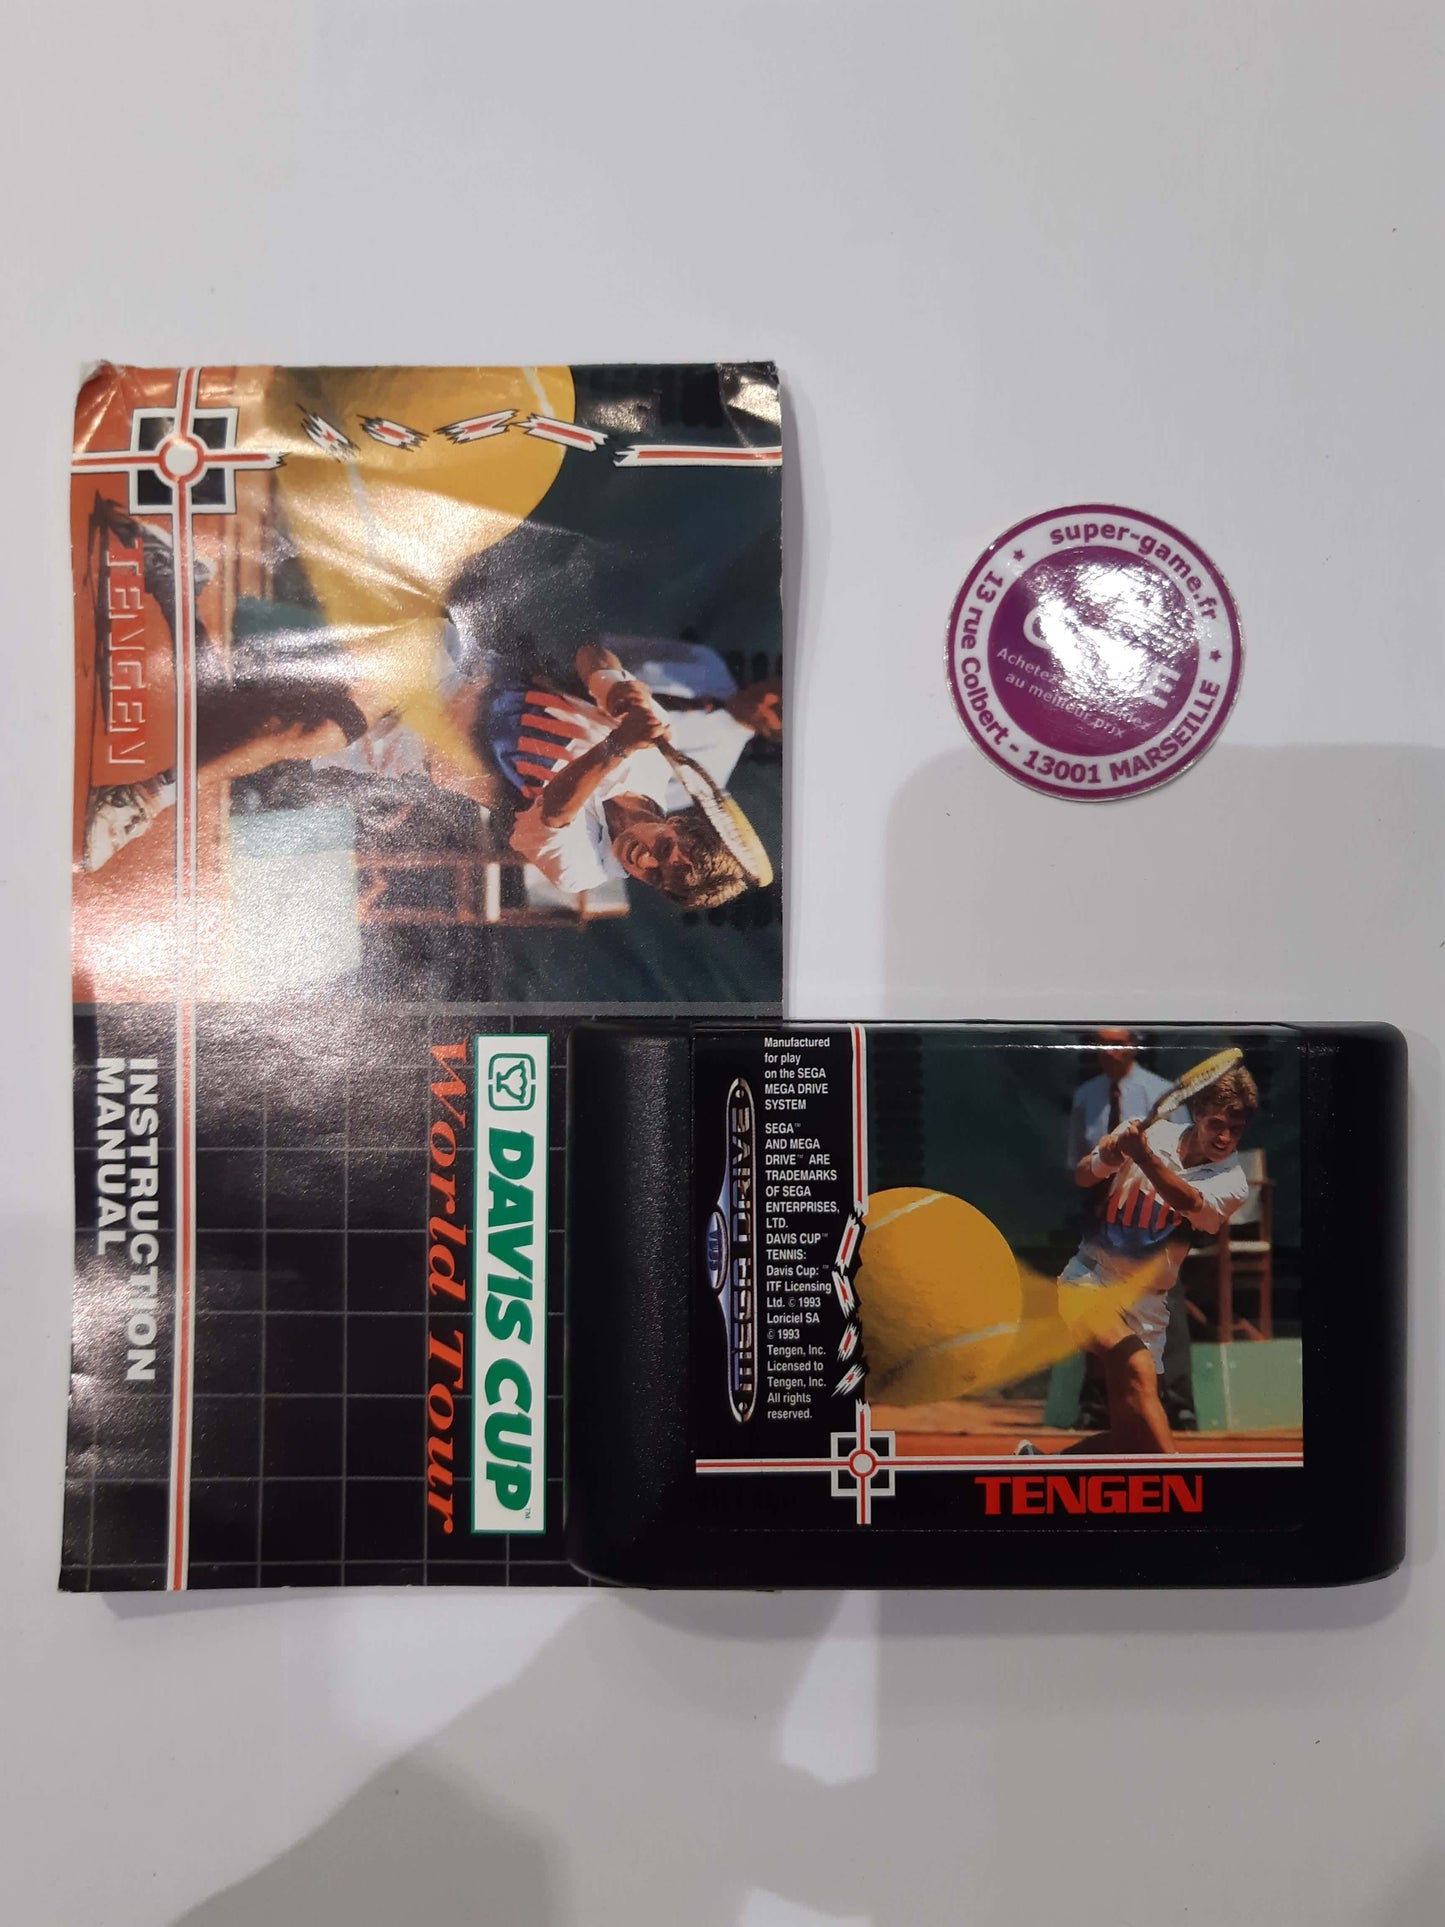 TENGEN
INSTRUCTION
MANUAL
DAVIS CUP™
World Tour
super-game.fr
13 rue Colbert - 13001 MARSEILLE
Achetez
au meilleur prix
Manufactured
for play
on the SEGA
MEGA DRIVE
SYSTEM
SEGA™
AND MEGA
DRIVE™ ARE
TRADEMARKS
OF SEGA
ENTERPRISES,
LTD.
DAVIS CUP™
TENNIS:
Davis Cup: ™
ITF Licensing
Ltd. © 1993
Loriciel SA
© 1993
Tengen, Inc.
Licensed to
Tengen, Inc.
All rights
reserved.
MEGA DRIVE
TENGEN